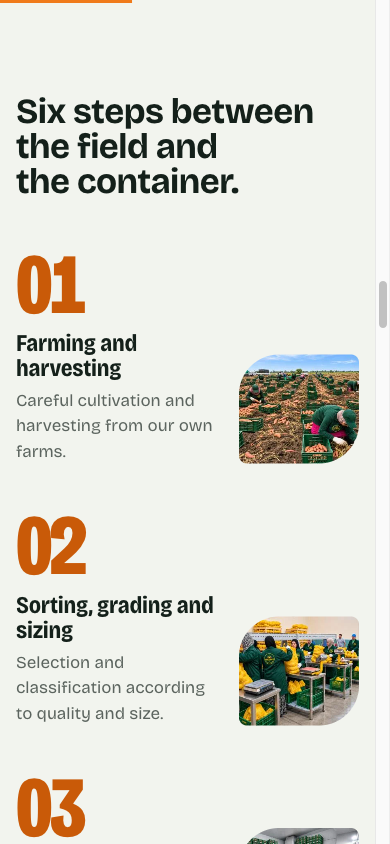 Six steps between
the field and
the container.
01
Farming and
harvesting
Careful cultivation and
harvesting from our own
farms.
02
Sorting, grading and
sizing
Selection and
classification according
to quality and size.
03